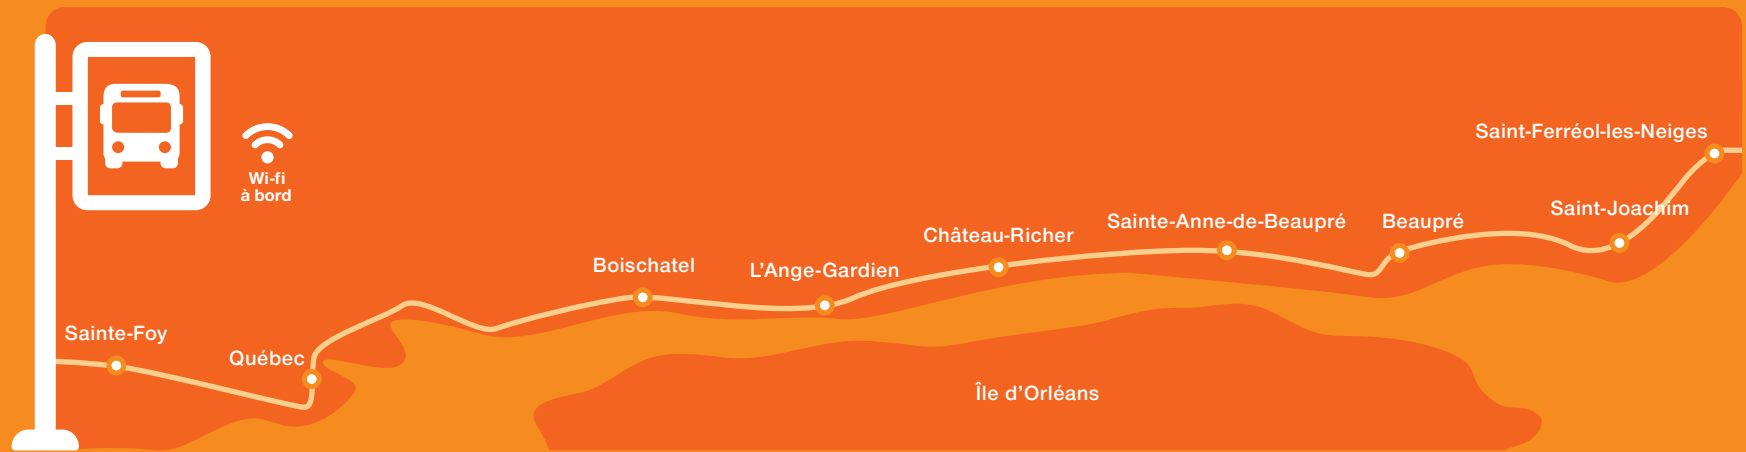 Wi-fi
à bord
Sainte-Foy
Québec
Boischatel
L'Ange-Gardien
Château-Richer
Sainte-Anne-de-Beaupré
Beaupré
Saint-Joachim
Saint-Ferréol-les-Neiges
Île d'Orléans